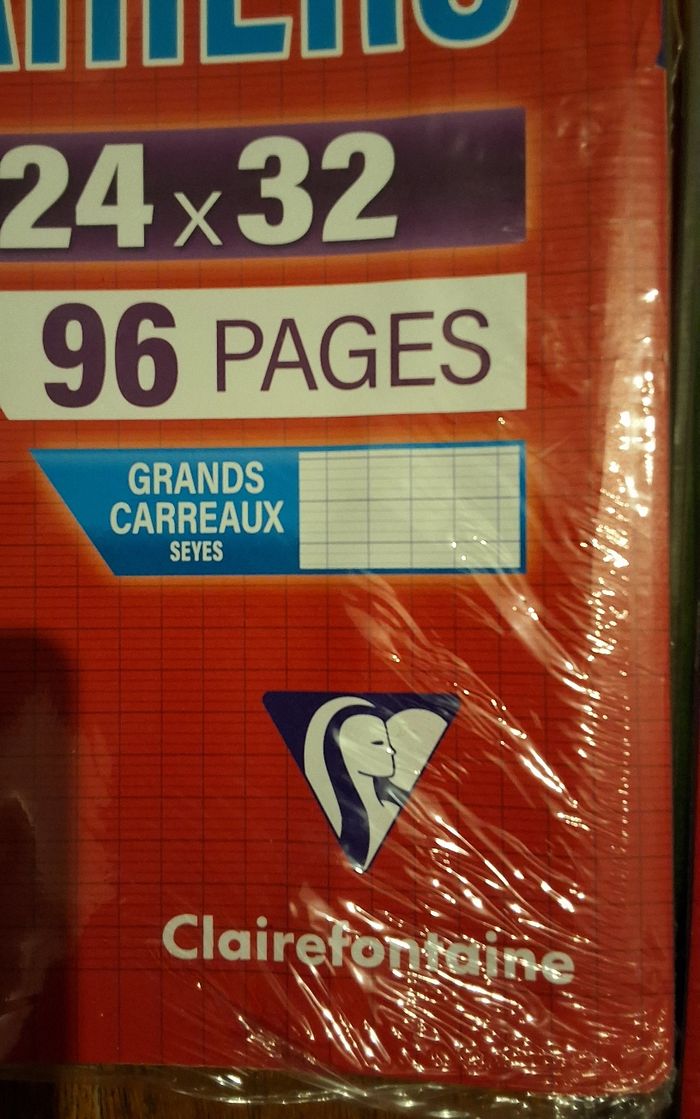 24 x 32
96 PAGES
GRANDS
CARREAUX
SEYES
Clairefontaine